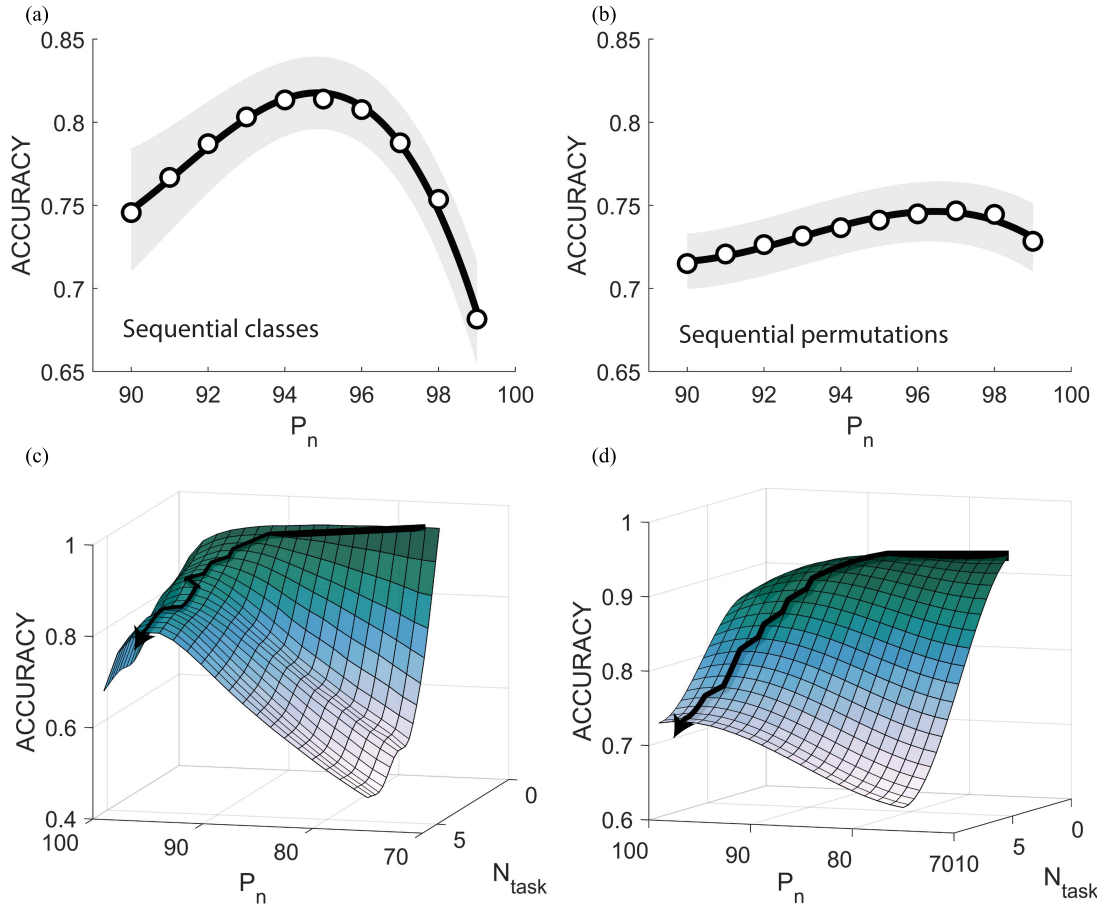 (a)
(b)
0.85
0.8
0.75
0.7
0.65
ACCURACY
Sequential classes
90 92 94 96 98 100
Pn
0.85
0.8
0.75
0.7
0.65
ACCURACY
Sequential permutations
90 92 94 96 98 100
Pn
(c)
(d)
1
0.8
0.6
0.4
ACCURACY
100 90 80 70
Pn
5 0
Ntask
1
0.9
0.8
0.7
0.6
ACCURACY
100 90 80 70
Pn
10 5 0
Ntask